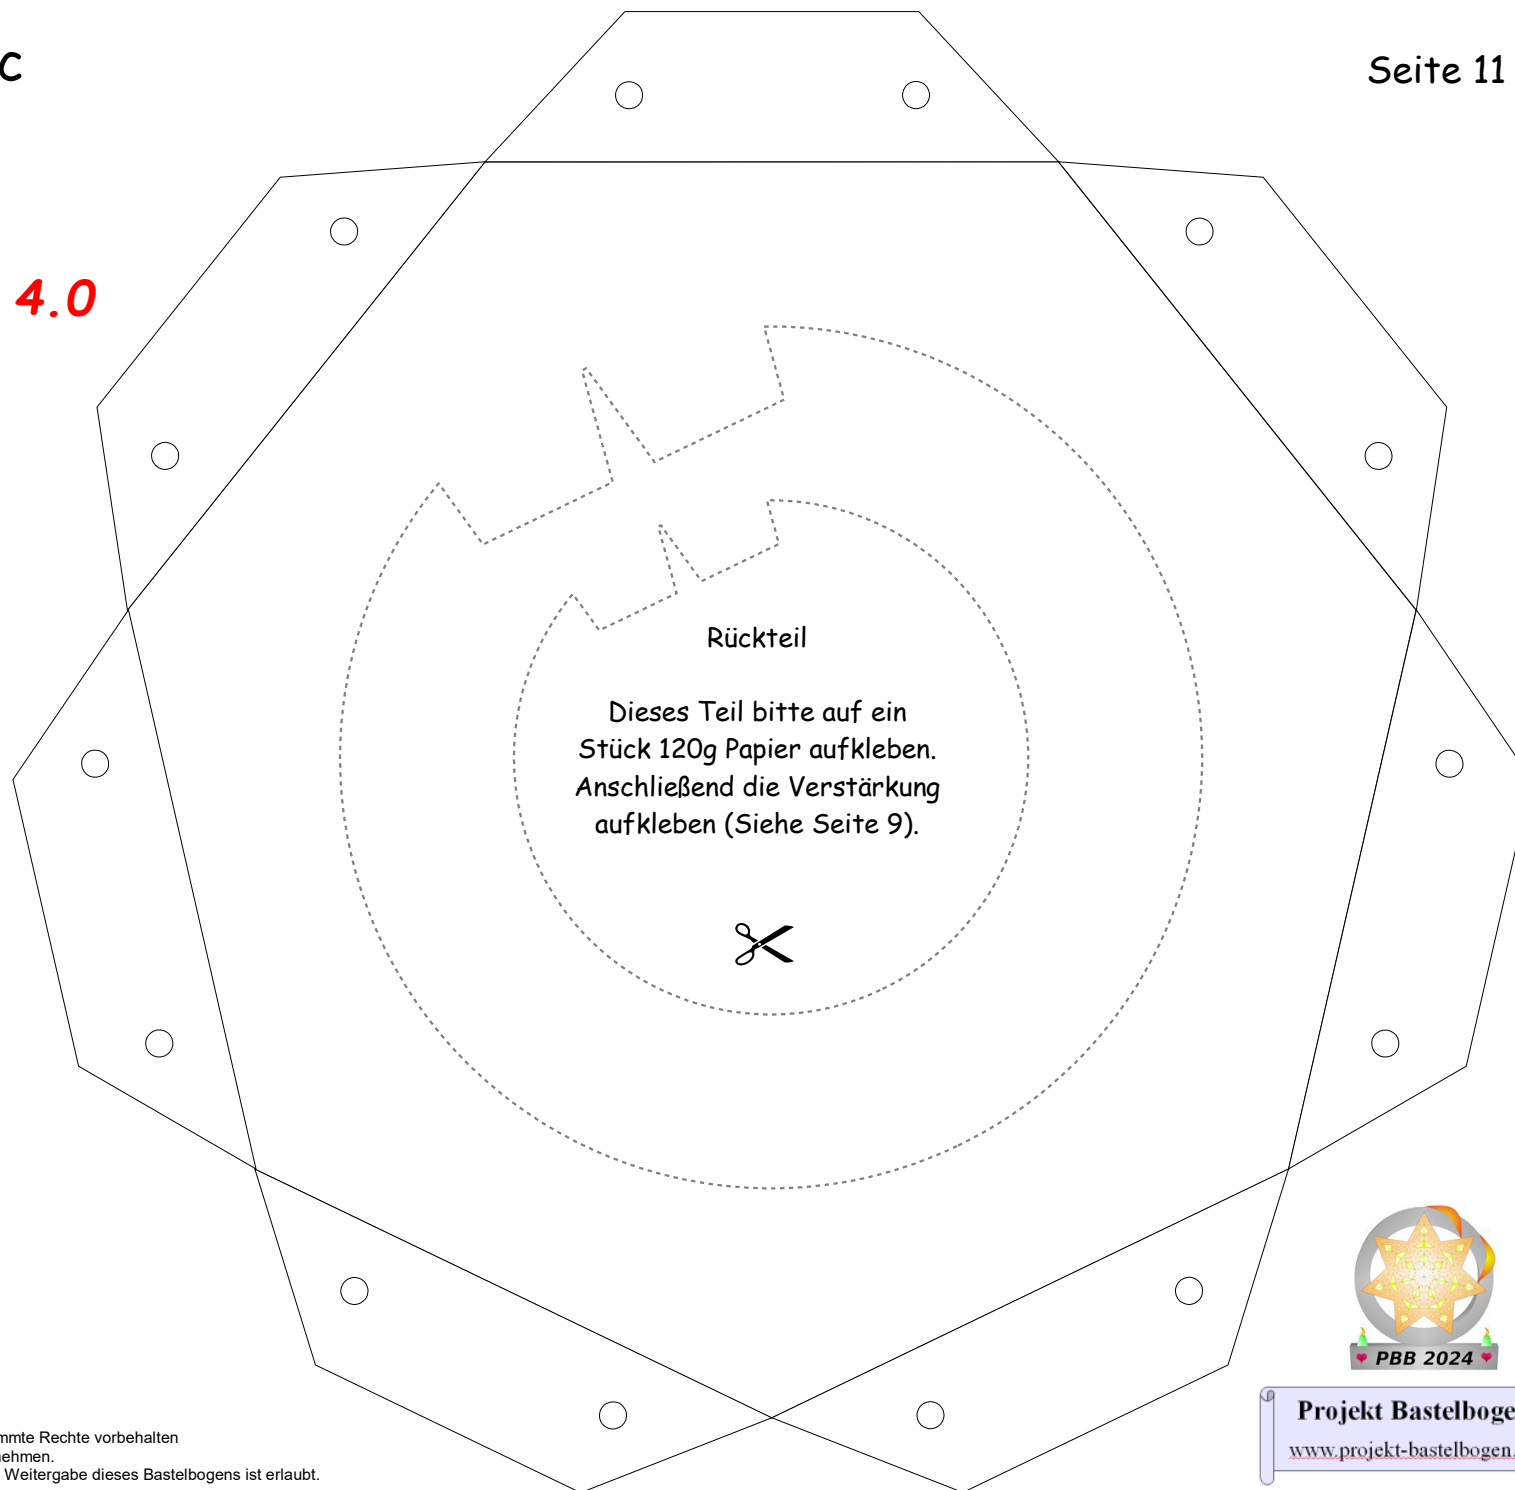 c
Seite 11
4.0
Rückteil
Dieses Teil bitte auf ein
Stück 120g Papier aufkleben.
Anschließend die Verstärkung
aufkleben (Siehe Seite 9).
PBB 2024
Projekt Bastelboge
www.projekt-bastelbogen.
mmte Rechte vorbehalten
nehmen.
Weitergabe dieses Bastelbogens ist erlaubt.